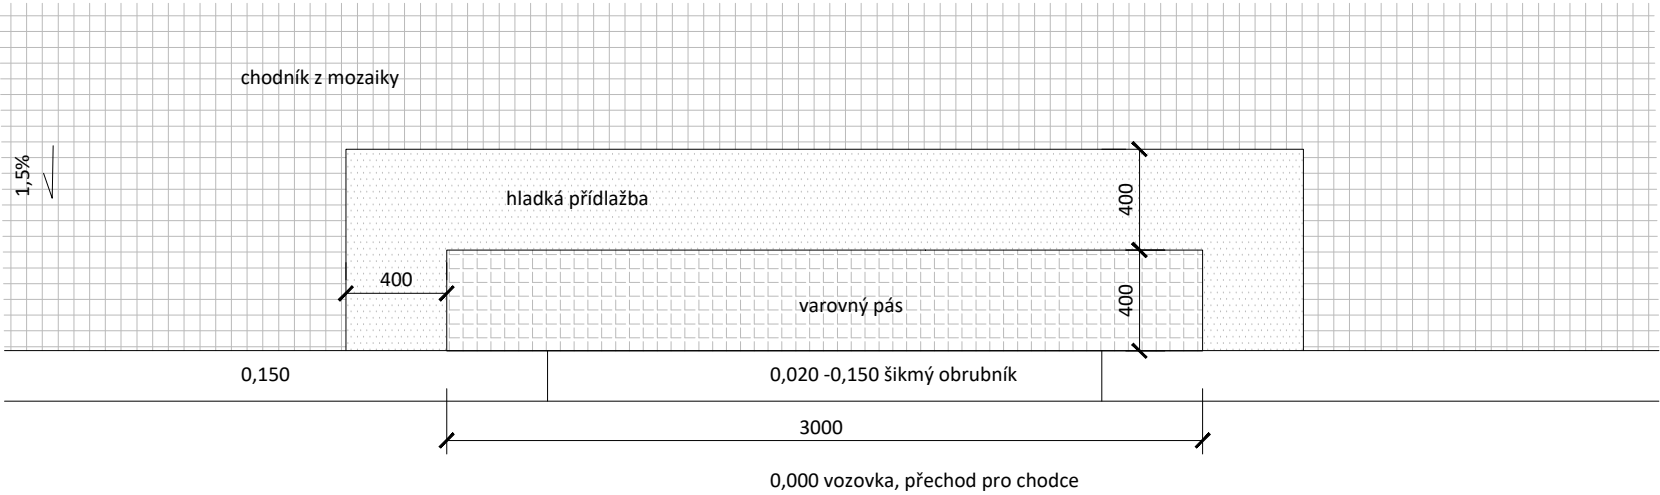 chodník z mozaiky
1,5%
hladká přídlažba
400
400
varovný pás
400
0,150
0,020 -0,150 šikmý obrubník
3000
0,000 vozovka, přechod pro chodce